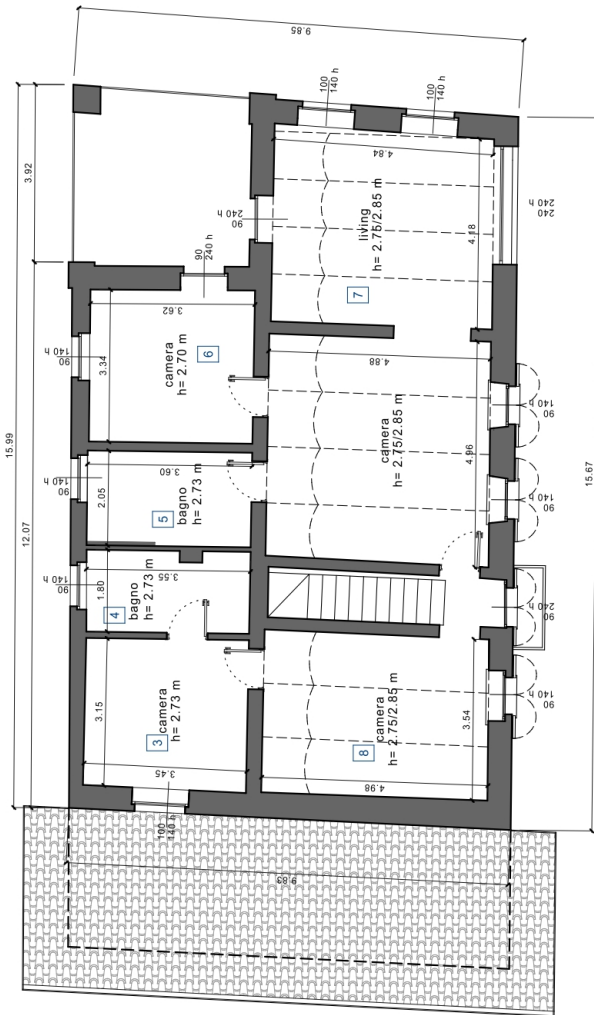 9.85
100
140 h
100
140 h
3.92
4.84
90
240 h
living
h= 2.75/2.85 m
4.18
240
240 h
7
90
240 h
3.62
camera
h= 2.70 m
6
3.34
90
140 h
4.88
camera
h= 2.75/2.85 m
4.96
90
140 h
15.99
12.07
15.67
3.60
2.05
bagno
h= 2.73 m
5
90
140 h
90
140 h
3.55
1.80
bagno
h= 2.73 m
4
90
140 h
90
240 h
3.15
camera
h= 2.73 m
3
3.45
100
140 h
camera
h= 2.75/2.85 m
8
3.54
4.98
90
140 h
9.83